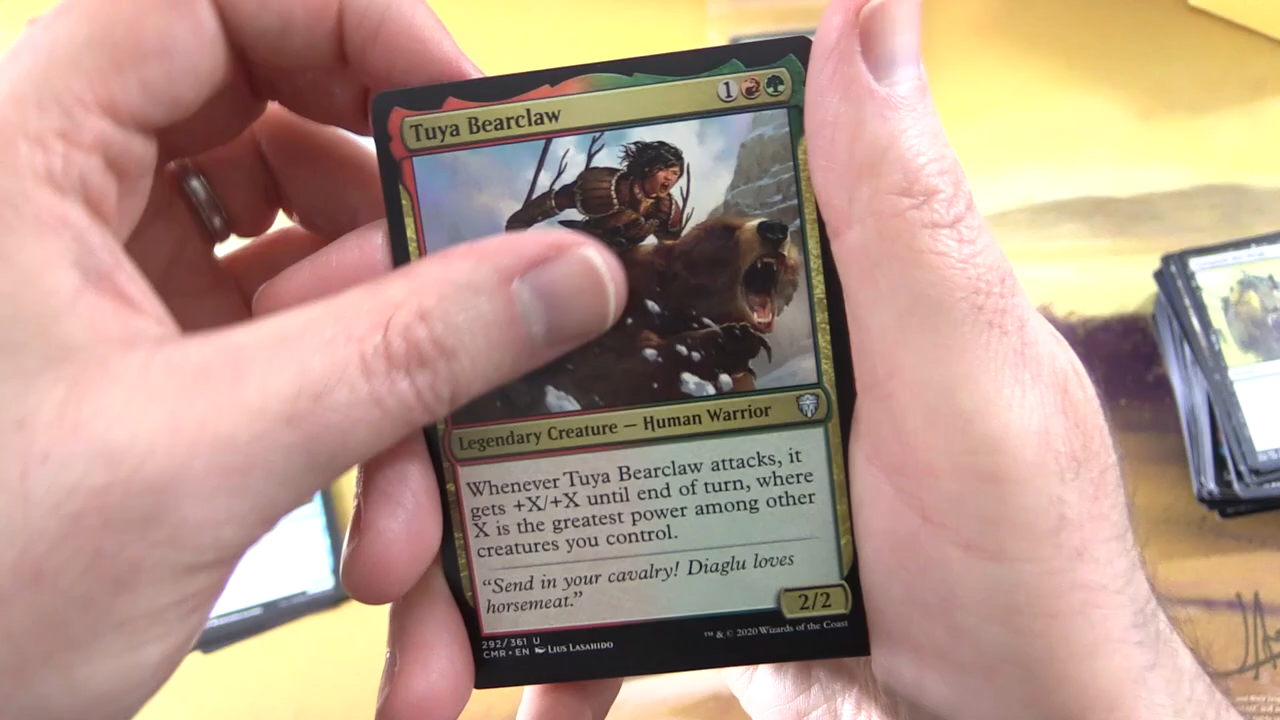 Tuya Bearclaw 1
Legendary Creature — Human Warrior
Whenever Tuya Bearclaw attacks, it
gets +X/+X until end of turn, where
X is the greatest power among other
creatures you control.
“Send in your cavalry! Diaglu loves
horsemeat.”
2/2
292/361 U
CMR • EN Lius Lasahido
™ & © 2020 Wizards of the Coast